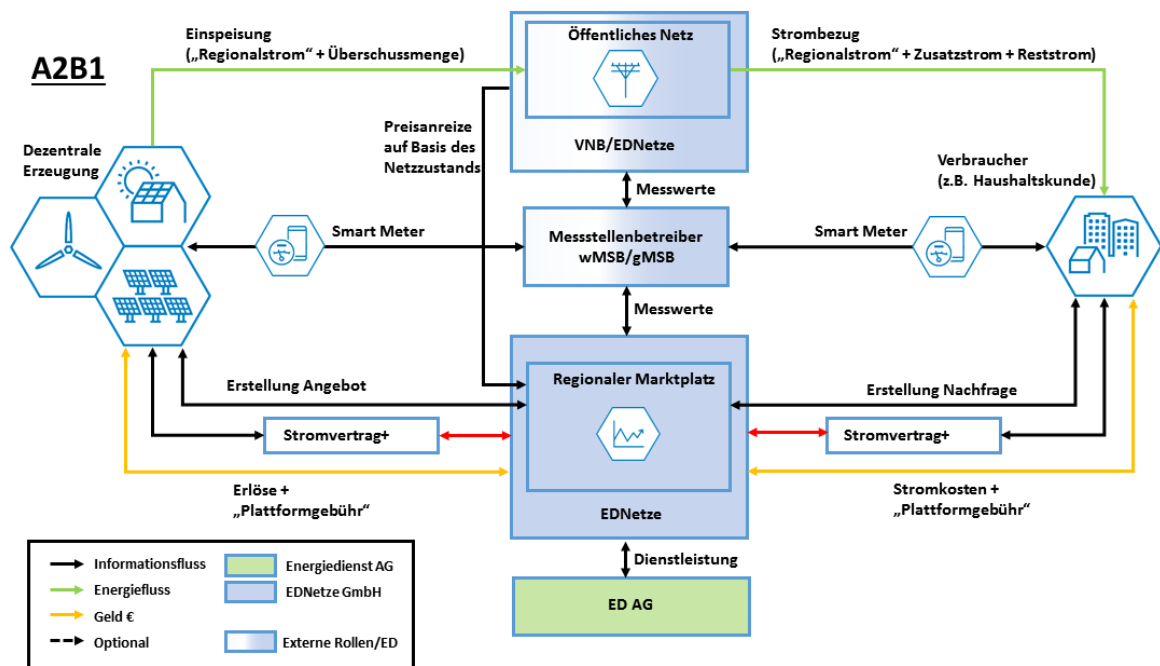 A2B1
Einspeisung
(„Regionalstrom“ + Überschussmenge)
Öffentliches Netz
Strombezug
(„Regionalstrom“ + Zusatzstrom + Reststrom)
Preisanreize
auf Basis des
Netzzustands
VNB/EDNetze
Dezentrale
Erzeugung
Verbraucher
(z.B. Haushaltskunde)
Messwerte
Smart Meter
Messstellenbetreiber
wMSB/gMSB
Smart Meter
Messwerte
Regionaler Marktplatz
Erstellung Angebot
Erstellung Nachfrage
Stromvertrag+
Stromvertrag+
Erlöse +
„Plattformgebühr“
Stromkosten +
„Plattformgebühr“
EDNetze
Dienstleistung
ED AG
Informationsfluss
Energiefluss
Geld €
Optional
Energiedienst AG
EDNetze GmbH
Externe Rollen/ED